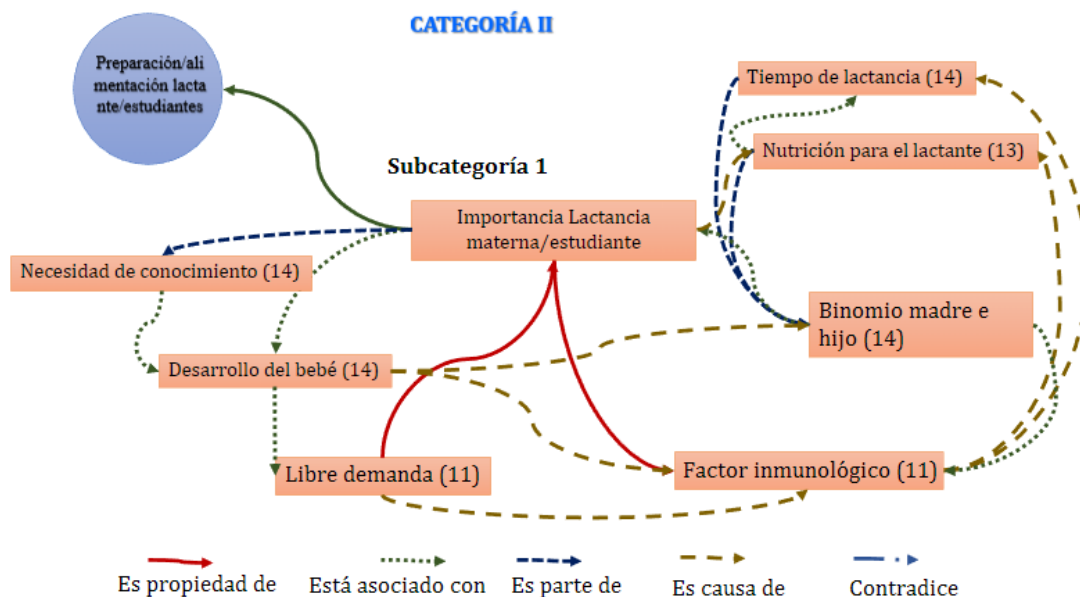 CATEGORÍA II
Preparación/ali
mentación lacta
nte/estudiantes
Tiempo de lactancia (14)
Nutrición para el lactante (13)
Subcategoría 1
Importancia Lactancia
materna/estudiante
Necesidad de conocimiento (14)
Binomio madre e
hijo (14)
Desarrollo del bebé (14)
Libre demanda (11)
Factor inmunológico (11)
Es propiedad de
Está asociado con
Es parte de
Es causa de
Contradice